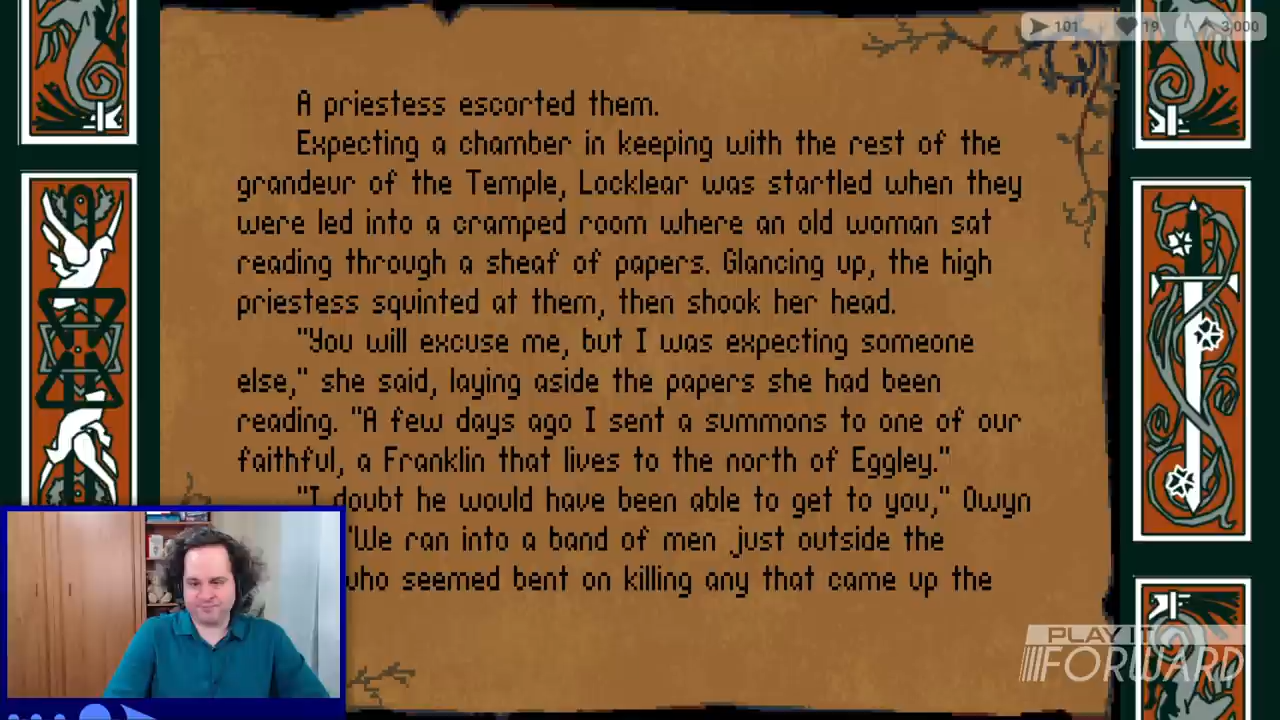 101 19 3,000
A priestess escorted them.
Expecting a chamber in keeping with the rest of the
grandeur of the Temple, Locklear was startled when they
were led into a cramped room where an old woman sat
reading through a sheaf of papers. Glancing up, the high
priestess squinted at them, then shook her head.
"You will excuse me, but I was expecting someone
else," she said, laying aside the papers she had been
reading. "A few days ago I sent a summons to one of our
faithful, a Franklin that lives to the north of Eggley."
"I doubt he would have been able to get to you," Owyn
"We ran into a band of men just outside the
who seemed bent on killing any that came up the
PLAY IT
FORWARD